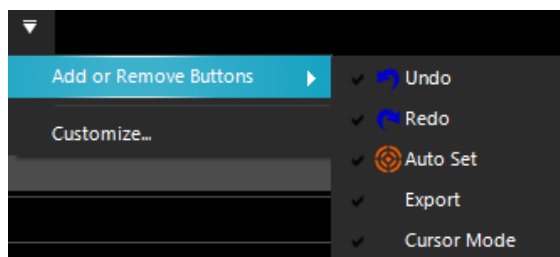 Add or Remove Buttons
Customize...
Undo
Redo
Auto Set
Export
Cursor Mode